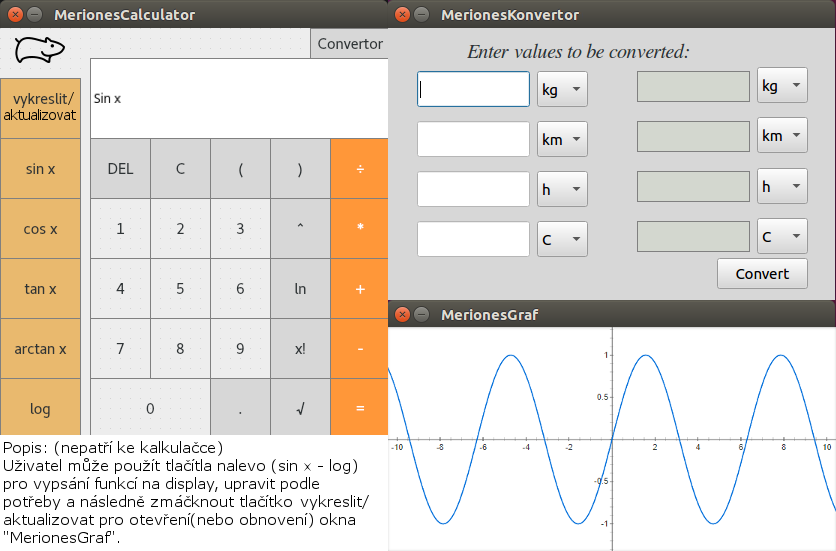 MerionesCalculator
Convertor
vykreslit/
aktualizovat
Sin x
sin x
DEL
C
(
)
÷
cos x
1
2
3
^
*
tan x
4
5
6
ln
+
arctan x
7
8
9
x!
-
log
0
.
√
=
Popis: (nepatří ke kalkulačce)
Uživatel může použít tlačítla nalevo (sin x - log)
pro vypsání funkcí na display, upravit podle
potřeby a následně zmáčknout tlačítko vykreslit/
aktualizovat pro otevření(nebo obnovení) okna
"MerionesGraf".
MerionesKonvertor
Enter values to be converted:
kg
kg
km
km
h
h
C
C
Convert
MerionesGraf
1
0.5
-10
-8
-6
-4
-2
0
2
4
6
8
10
-0.5
-1